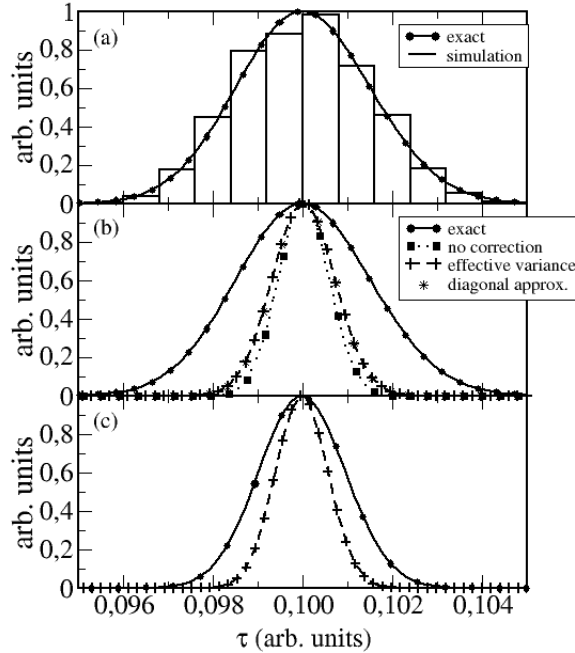 1
(a)
exact
simulation
0,8
0,6
0,4
0,2
0
arb. units
(b)
exact
no correction
effective variance
diagonal approx.
0,8
0,6
0,4
0,2
0
arb. units
(c)
0,8
0,6
0,4
0,2
0
arb. units
0,096 0,098 0,100 0,102 0,104
τ (arb. units)